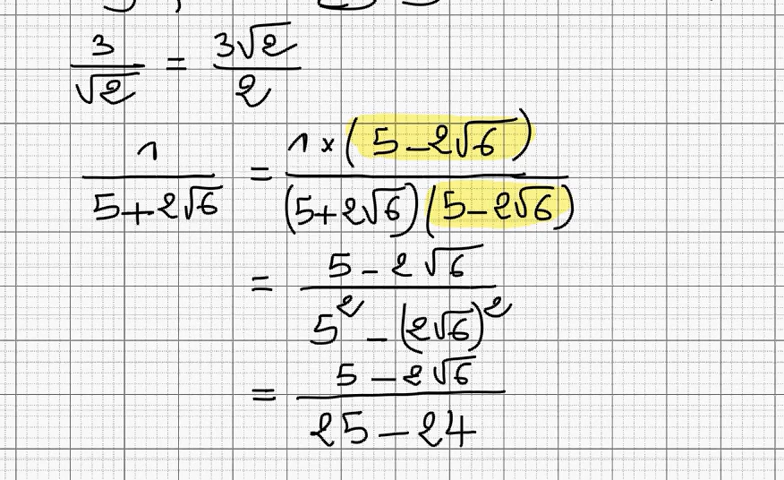 3/√2 = 3√2/2
1/(5+2√6) = 1×(5-2√6)/(5+2√6)(5-2√6)
= (5-2√6)/(5²-(2√6)²)
= (5-2√6)/(25-24)